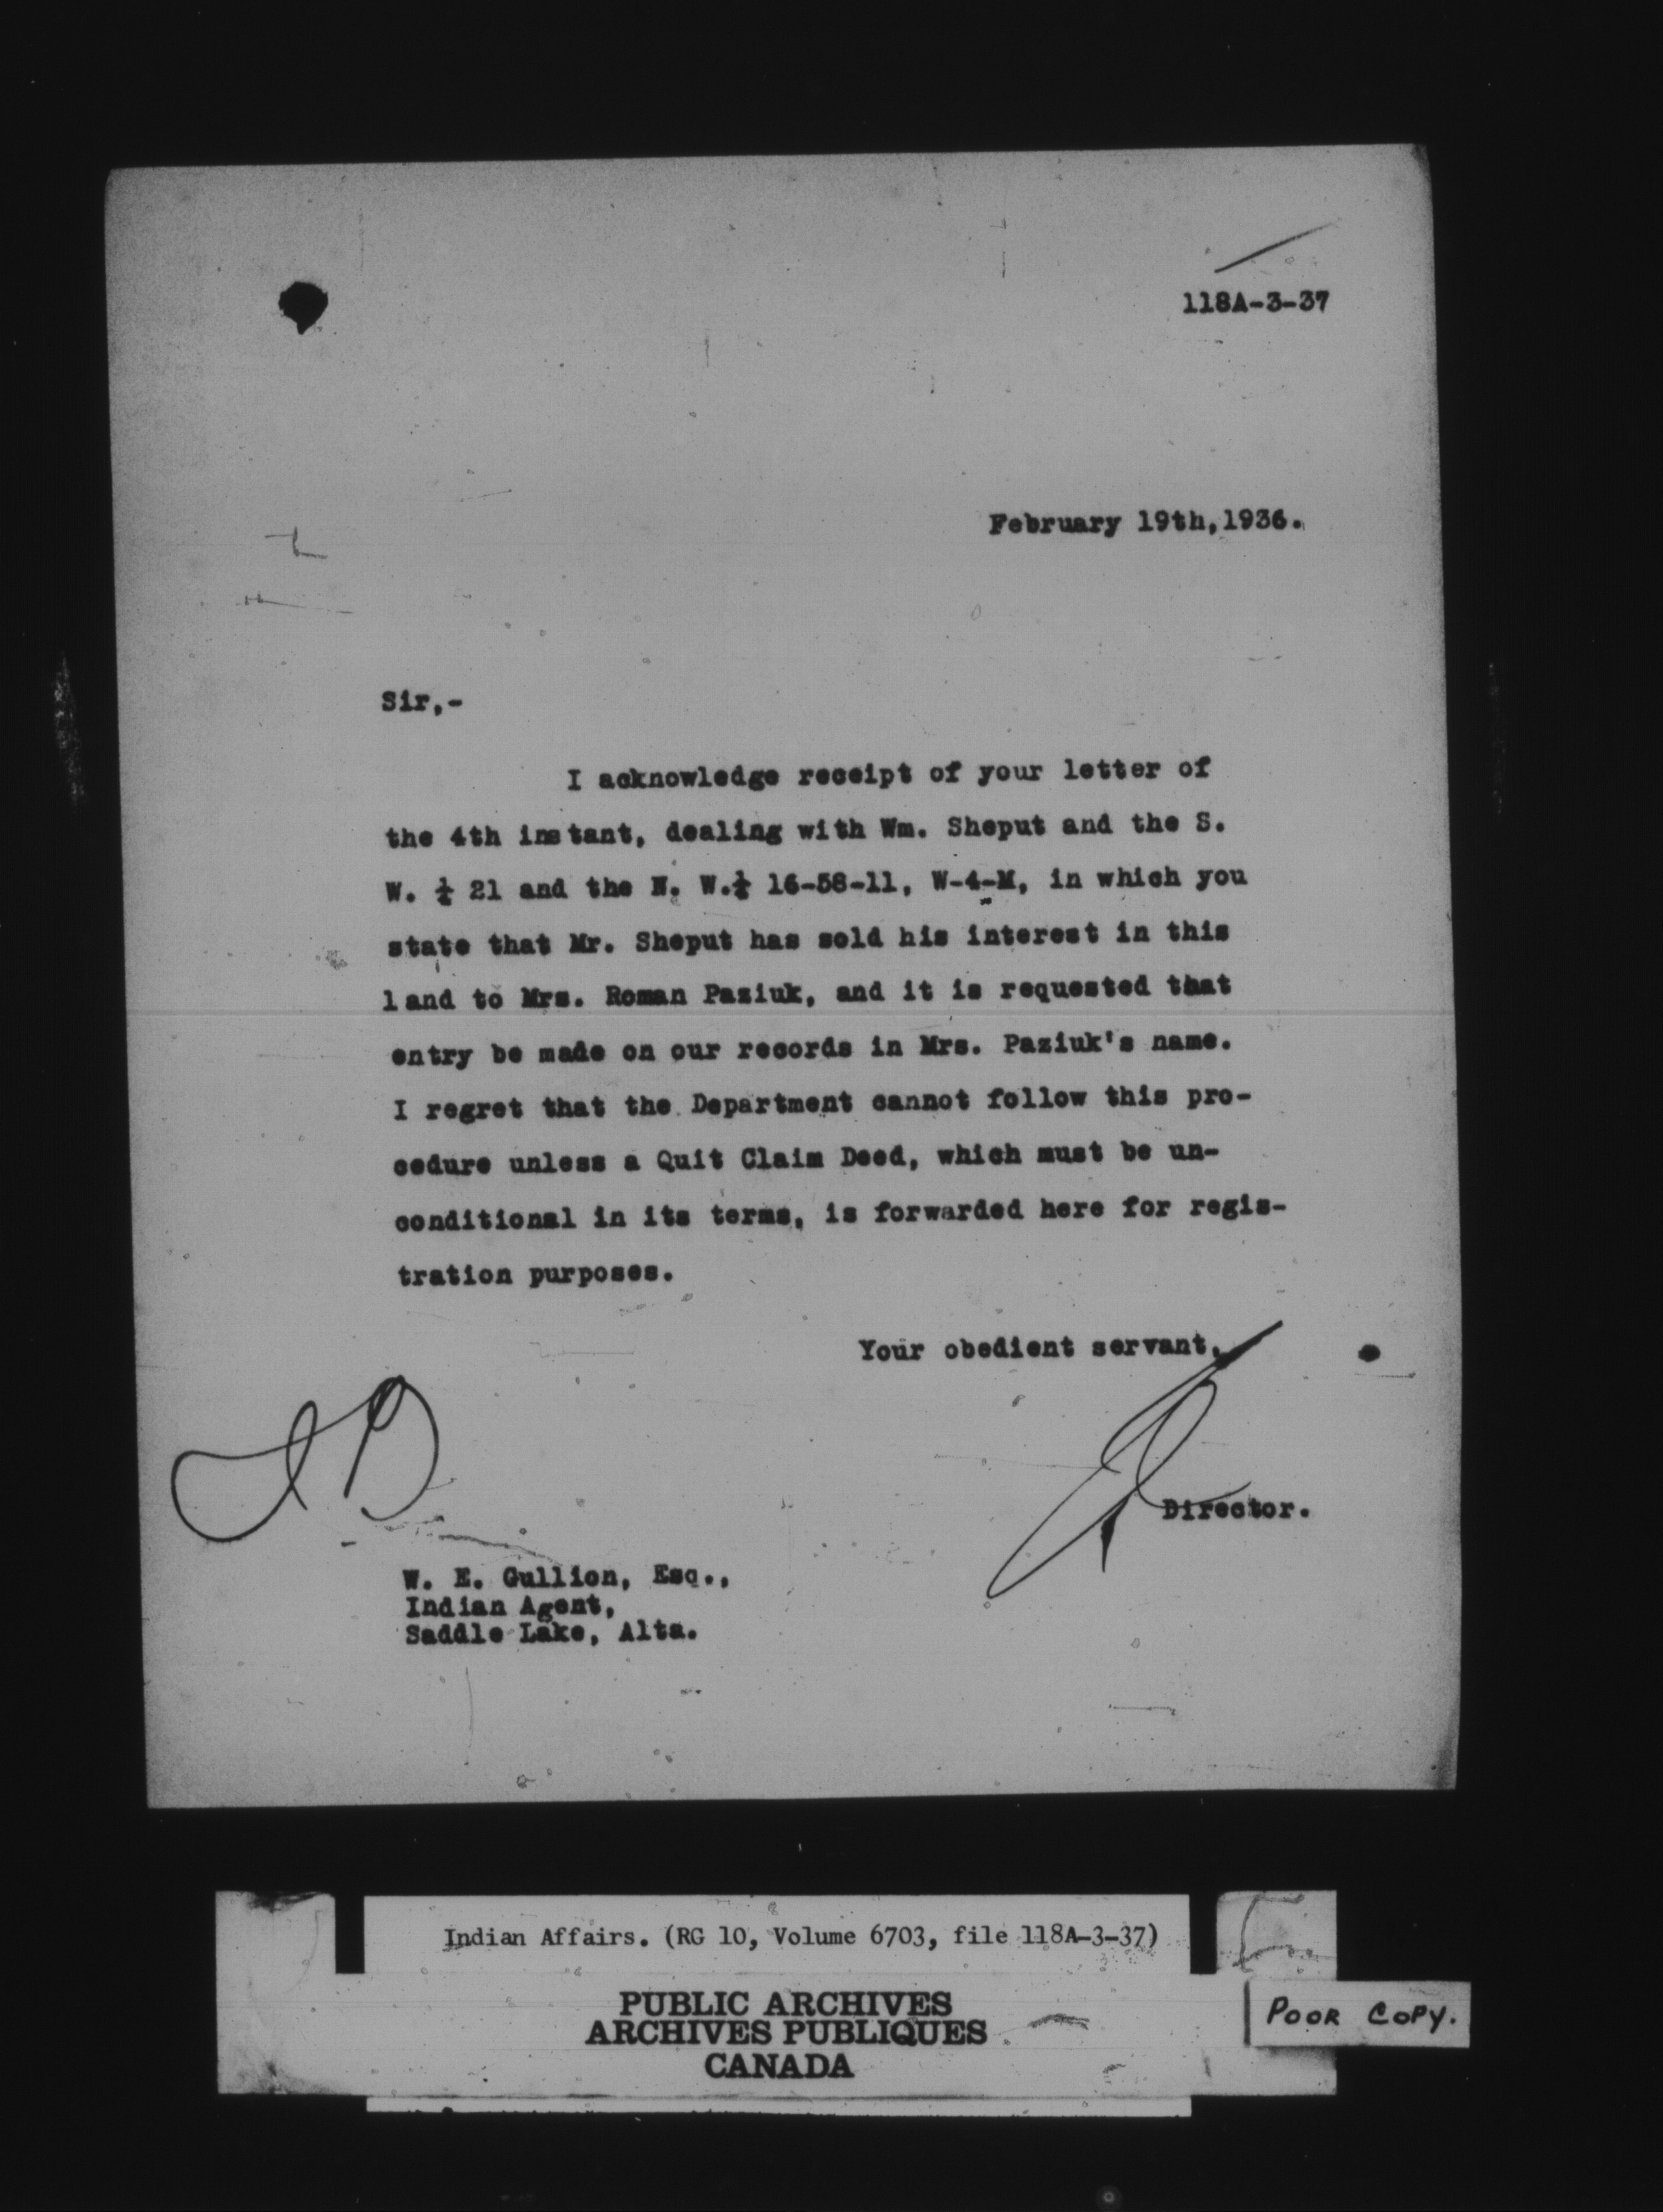 118A-3-37
February 19th,1936.
Sir,-
I acknowledge receipt of your letter of
the 4th instant, dealing with Wm. Sheput and the S.
W. ¼ 21 and the N. W.¼ 16-58-11, W-4-M, in which you
state that Mr. Sheput has sold his interest in this
land to Mrs. Roman Paziuk, and it is requested that
entry be made on our records in Mrs. Paziuk's name.
I regret that the Department cannot follow this pro-
cedure unless a Quit Claim Deed, which must be un-
conditional in its terms, is forwarded here for regis-
tration purposes.
Your obedient servant,
Director.
W. E. Gullion, Esq.,
Indian Agent,
Saddle Lake, Alta.
Indian Affairs. (RG 10, Volume 6703, file 118A-3-37)
PUBLIC ARCHIVES
ARCHIVES PUBLIQUES
CANADA
POOR COPY.